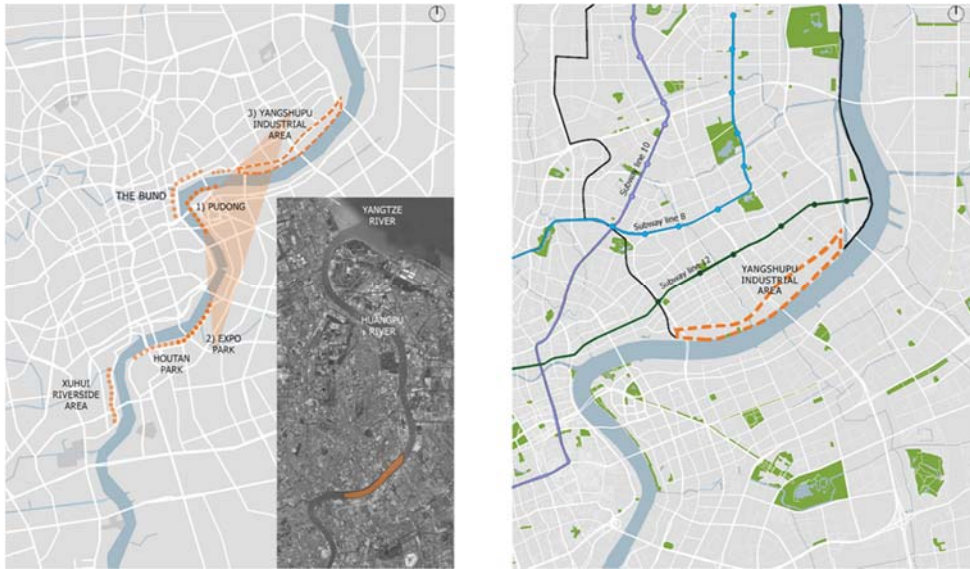 3) YANGSHUPU
INDUSTRIAL
AREA
THE BUND
1) PUDONG
2) EXPO
PARK
HOUTAN
PARK
XUHUI
RIVERSIDE
AREA
YANGTZE
RIVER
HUANGPU
RIVER
Subway line 10
Subway line 8
Subway line 12
YANGSHUPU
INDUSTRIAL
AREA